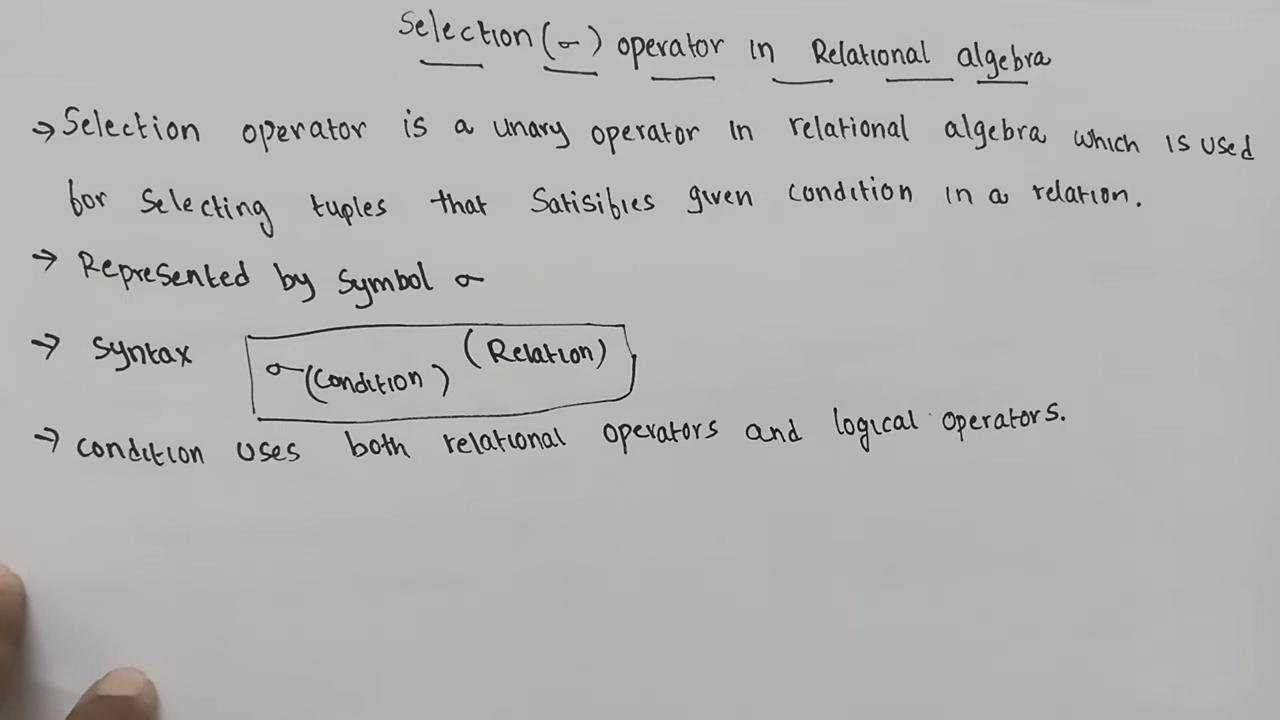 Selection (σ) operator in Relational algebra
→ Selection operator is a unary operator in relational algebra which is used
for selecting tuples that Satisifies given condition in a relation.
→ Represented by symbol σ
→ Syntax σ(Condition) (Relation)
→ condition uses both relational operators and logical operators.